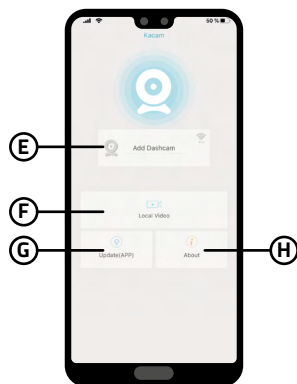 50 %
Kacam
E
Add Dashcam
F
Local Video
G
Update(APP)
About
H